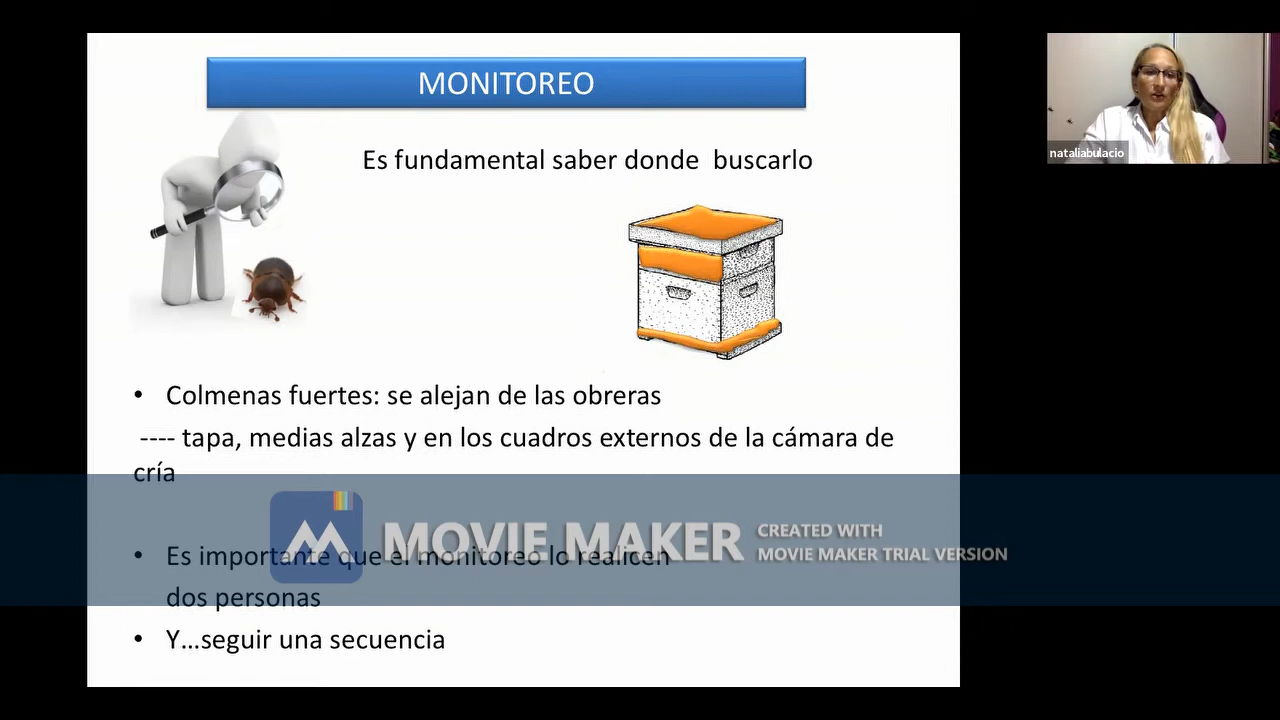 MONITOREO
Es fundamental saber donde  buscarlo
• Colmenas fuertes: se alejan de las obreras
---- tapa, medias alzas y en los cuadros externos de la cámara de
cría
• Es importante que el monitoreo lo realicen
dos personas
• Y...seguir una secuencia
MOVIE MAKER
CREATED WITH
MOVIE MAKER TRIAL VERSION
nataliabulacio